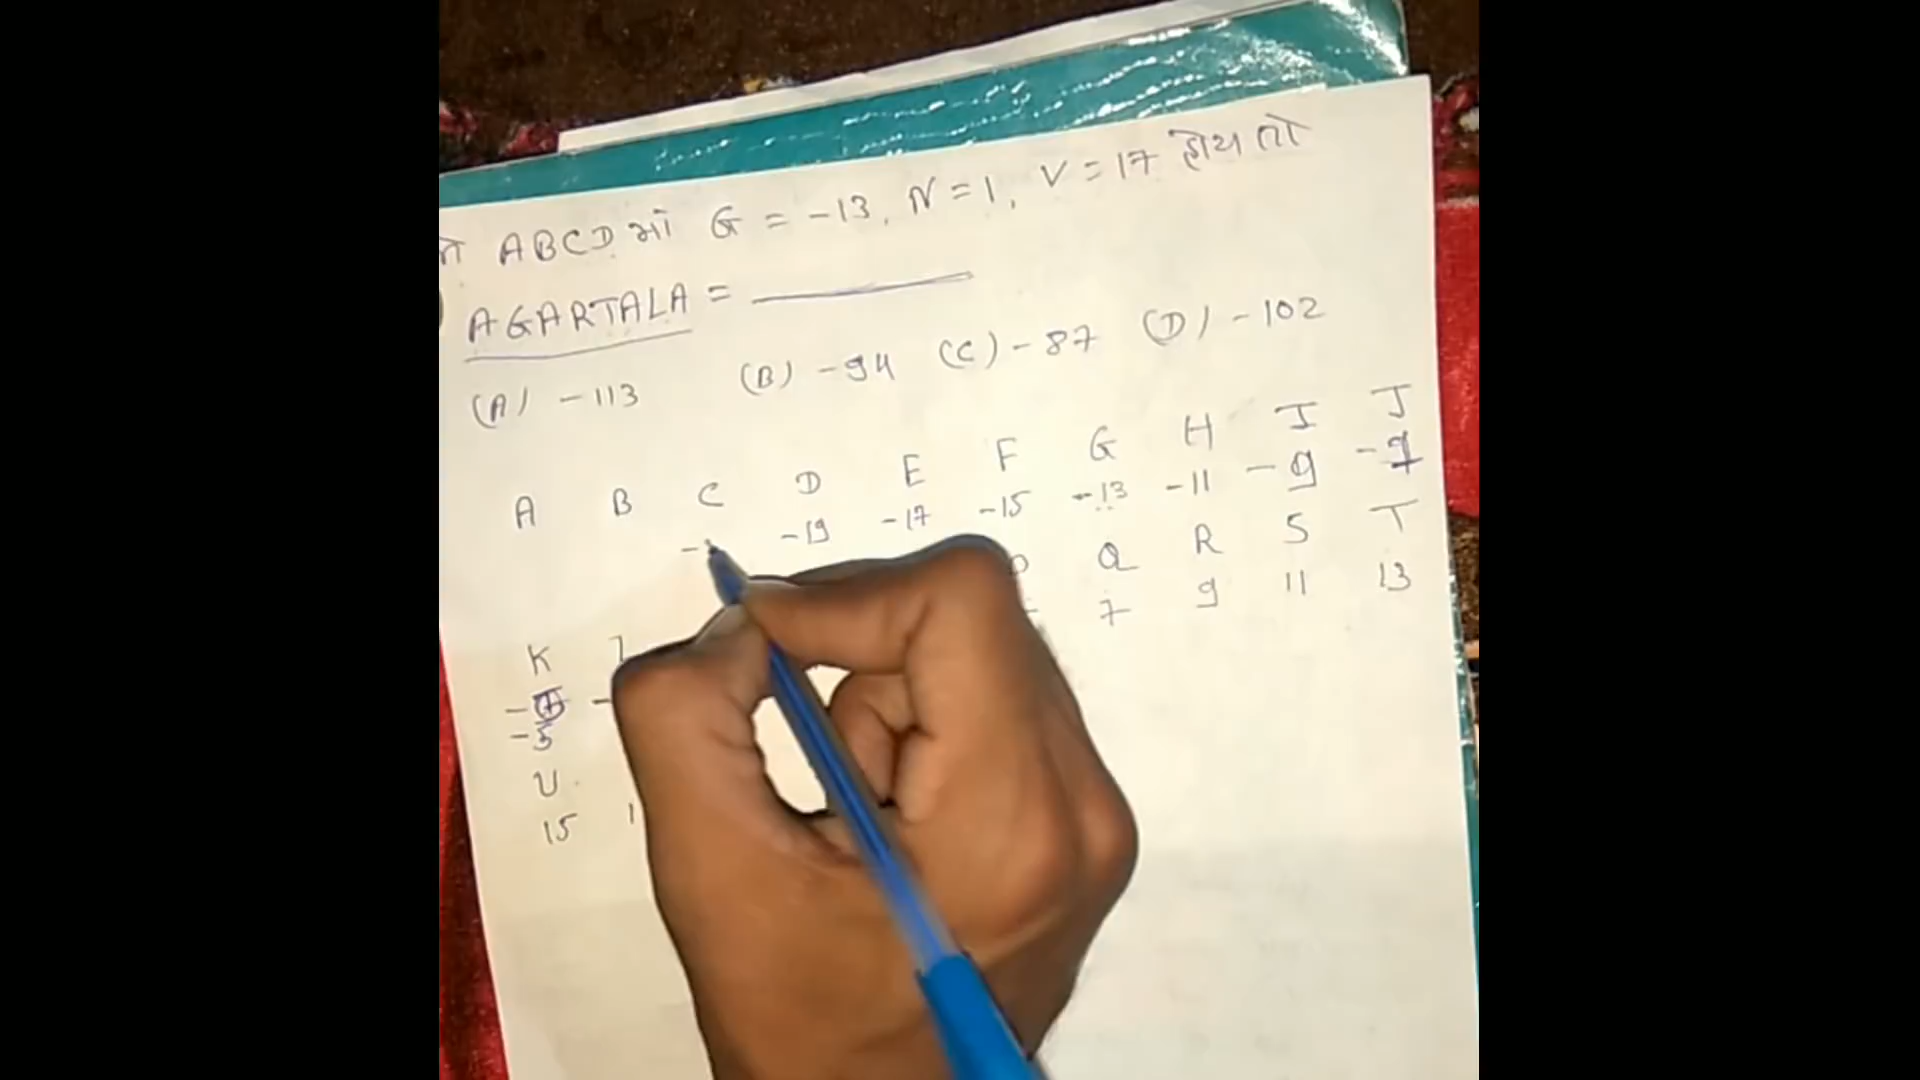 ABCD માં G = -13, N = 1, V = 17 હોય તો
AGARTALA =
(A) -113 (B) -94 (C) -87 (D) -102
A B C D E F G H I J
-19 -17 -15 -13 -11 -9 -7
K Q R S T
7 9 11 13
-5
U
15